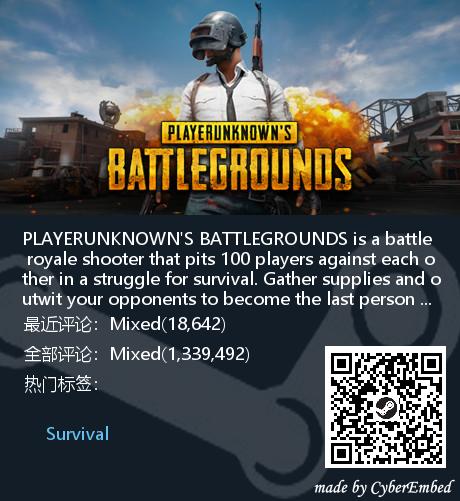 PLAYERUNKNOWN'S
BATTLEGROUNDS
PLAYERUNKNOWN'S BATTLEGROUNDS is a battle
royale shooter that pits 100 players against each o
ther in a struggle for survival. Gather supplies and o
utwit your opponents to become the last person ...
最近评论：Mixed(18,642)
全部评论：Mixed(1,339,492)
热门标签：
Survival
made by CyberEmbed